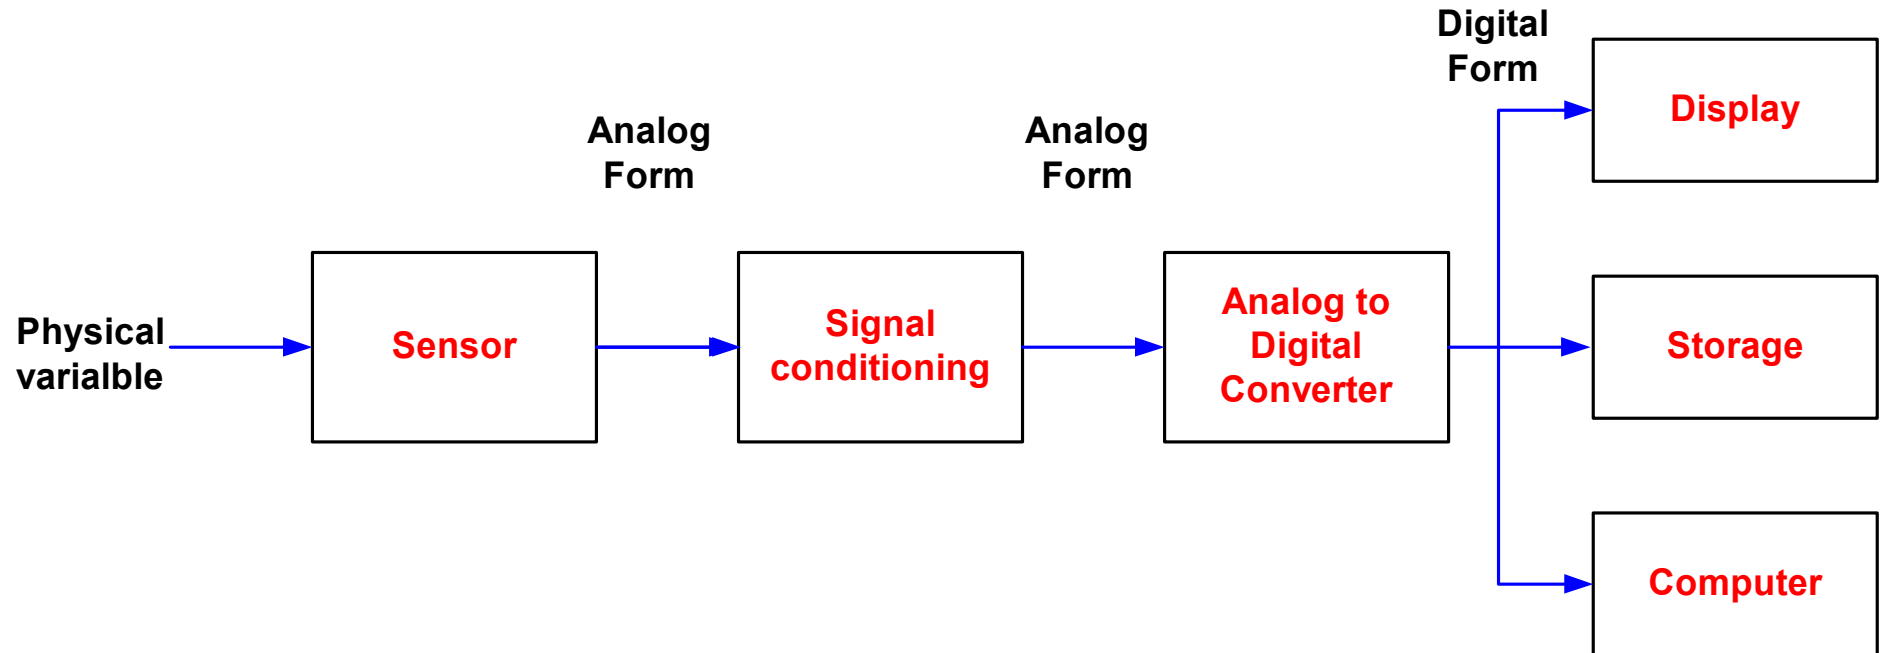 Physical
varialble
Sensor
Analog
Form
Signal
conditioning
Analog
Form
Analog to
Digital
Converter
Digital
Form
Display
Storage
Computer